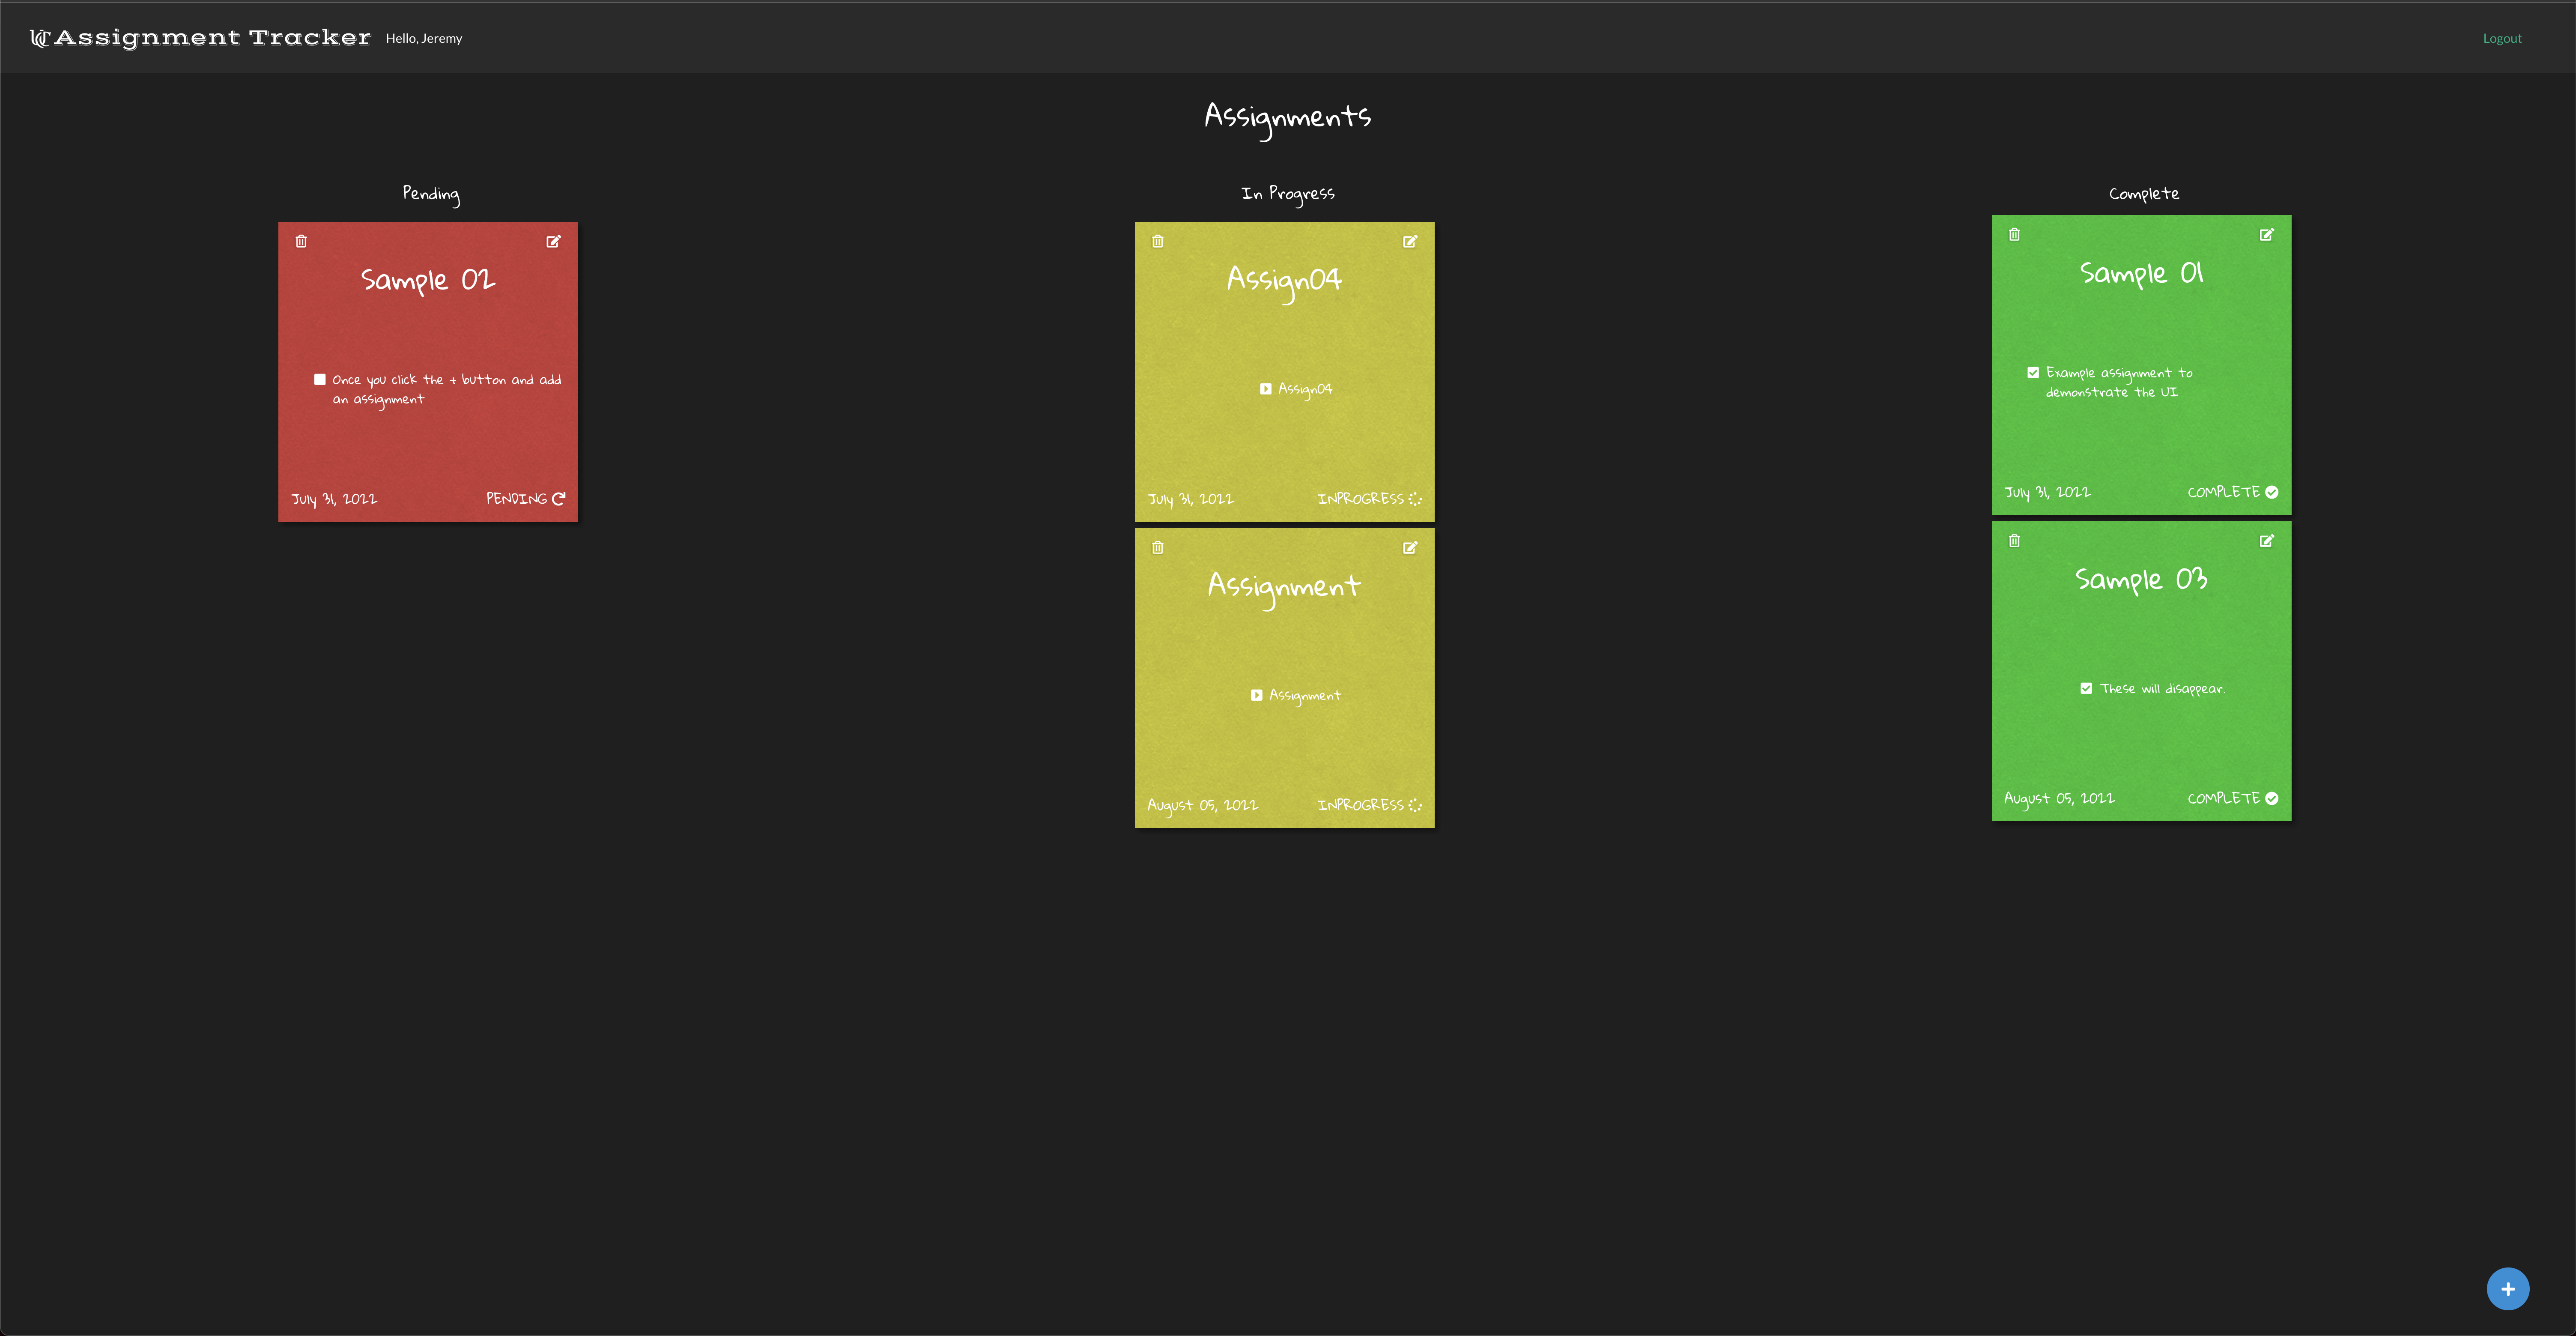 UC Assignment Tracker Hello, Jeremy Logout
Assignments
Pending
Sample 02
Once you click the + button and add
an assignment
July 31, 2022 PENDING
In Progress
Assign04
Assign04
July 31, 2022 INPROGRESS
Assignment
Assignment
August 05, 2022 INPROGRESS
Complete
Sample 01
Example assignment to
demonstrate the UI
July 31, 2022 COMPLETE
Sample 03
These will disappear.
August 05, 2022 COMPLETE